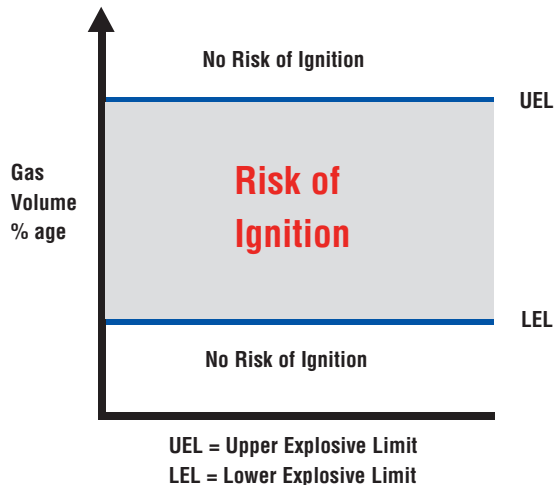 No Risk of Ignition
UEL
Gas
Volume
% age
Risk of
Ignition
LEL
No Risk of Ignition
UEL = Upper Explosive Limit
LEL = Lower Explosive Limit